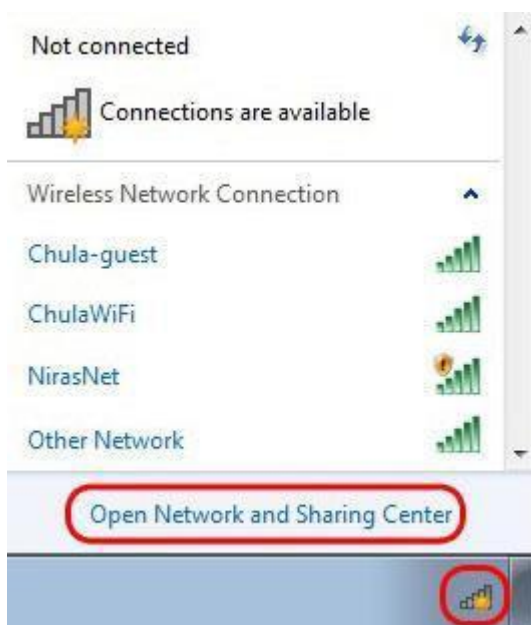 Not connected
Connections are available
Wireless Network Connection
Chula-guest
ChulaWiFi
NirasNet
Other Network
Open Network and Sharing Center